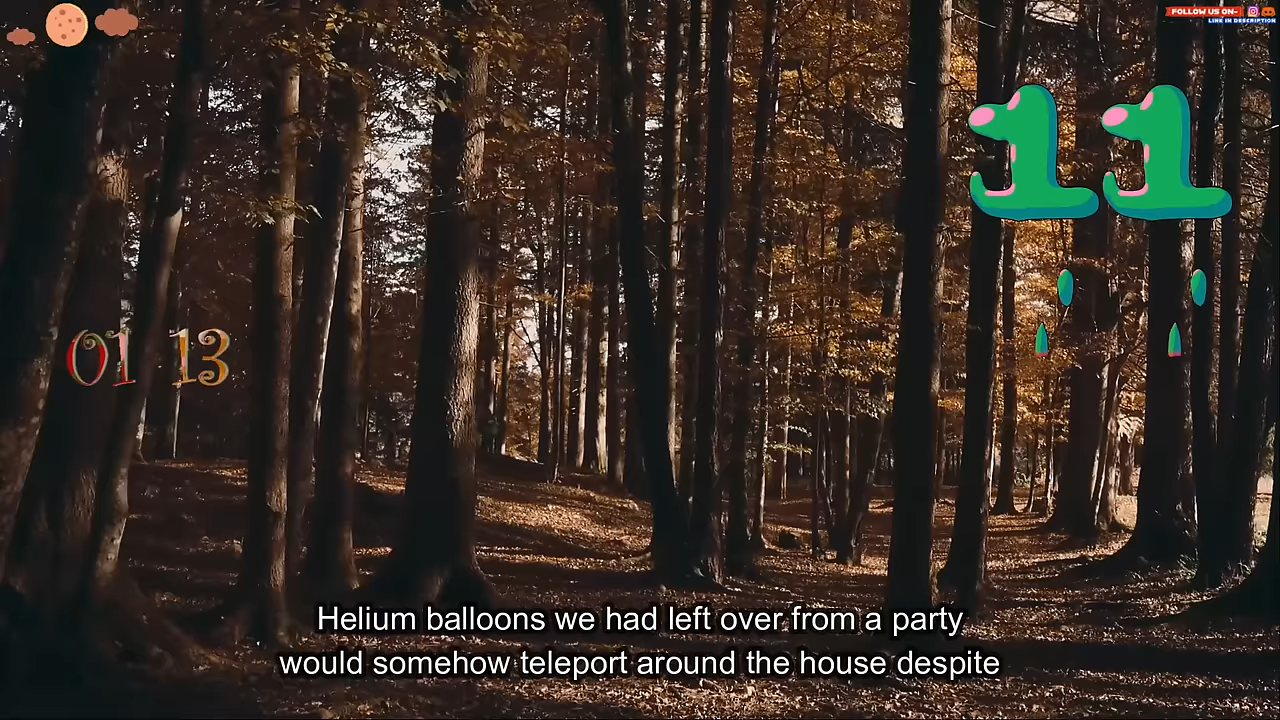 FOLLOW US ON-
LINK IN DESCRIPTION
11
01 13
Helium balloons we had left over from a party
would somehow teleport around the house despite